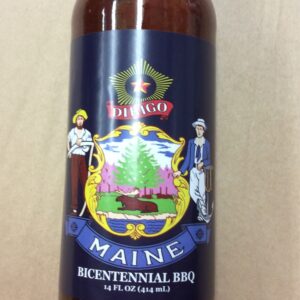 DIRIGO
MAINE
BICENTENNIAL BBQ
14 FL OZ (414 mL)